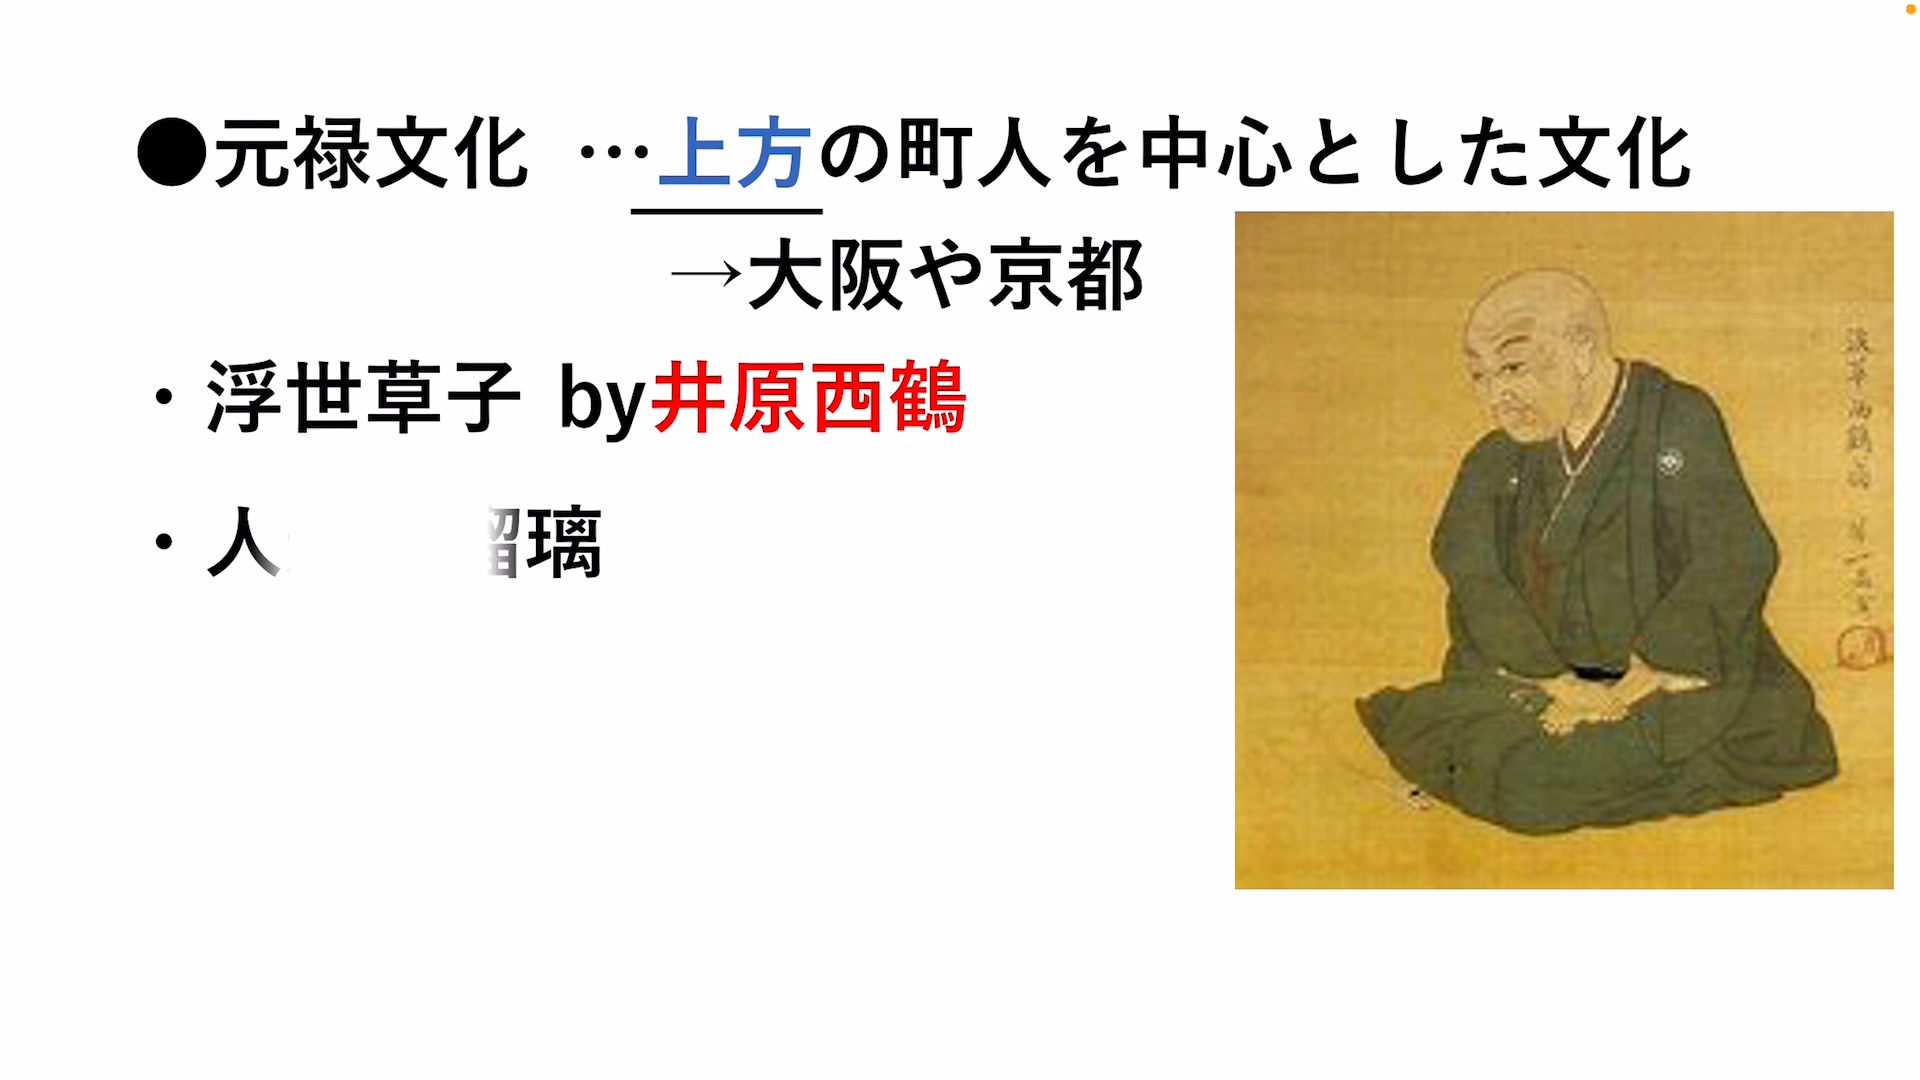 ●元禄文化 …上方の町人を中心とした文化
→大阪や京都
・浮世草子 by井原西鶴
・人 瑠璃